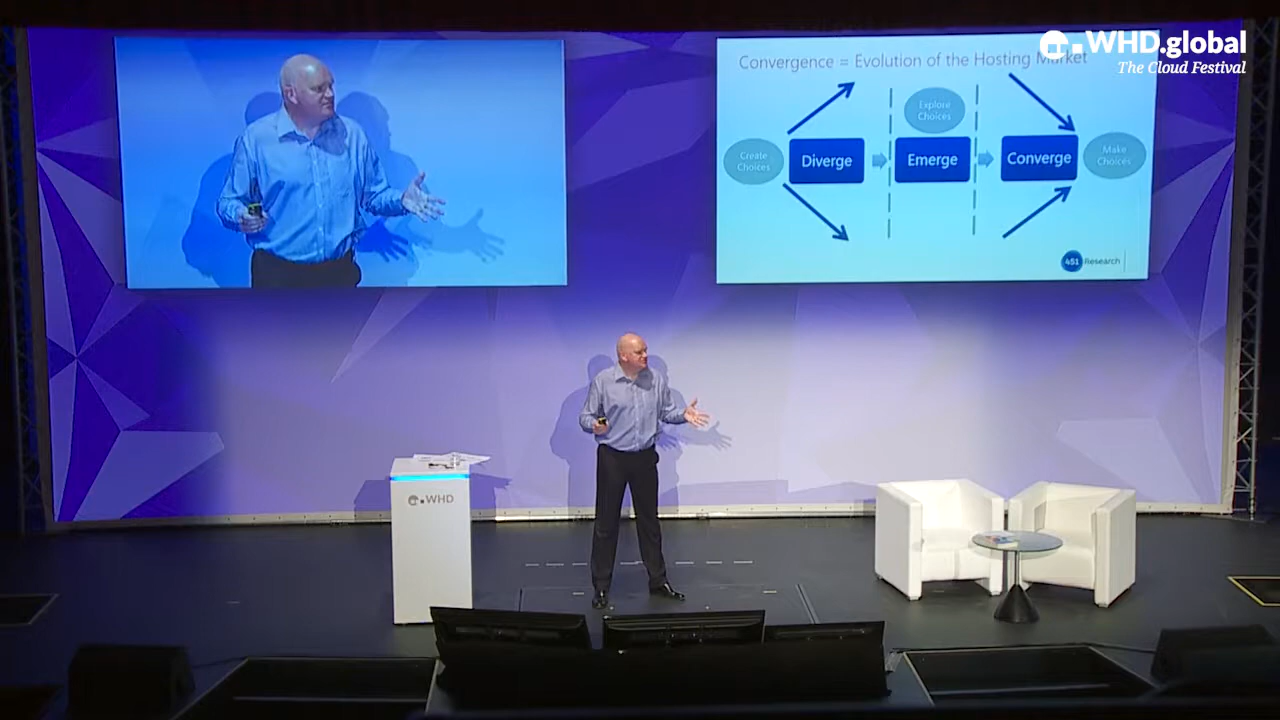 WHD.global
The Cloud Festival
Convergence = Evolution of the Hosting Market
Explore
Choices
Create
Choices
Diverge
Emerge
Converge
Make
Choices
451 Research
WHD